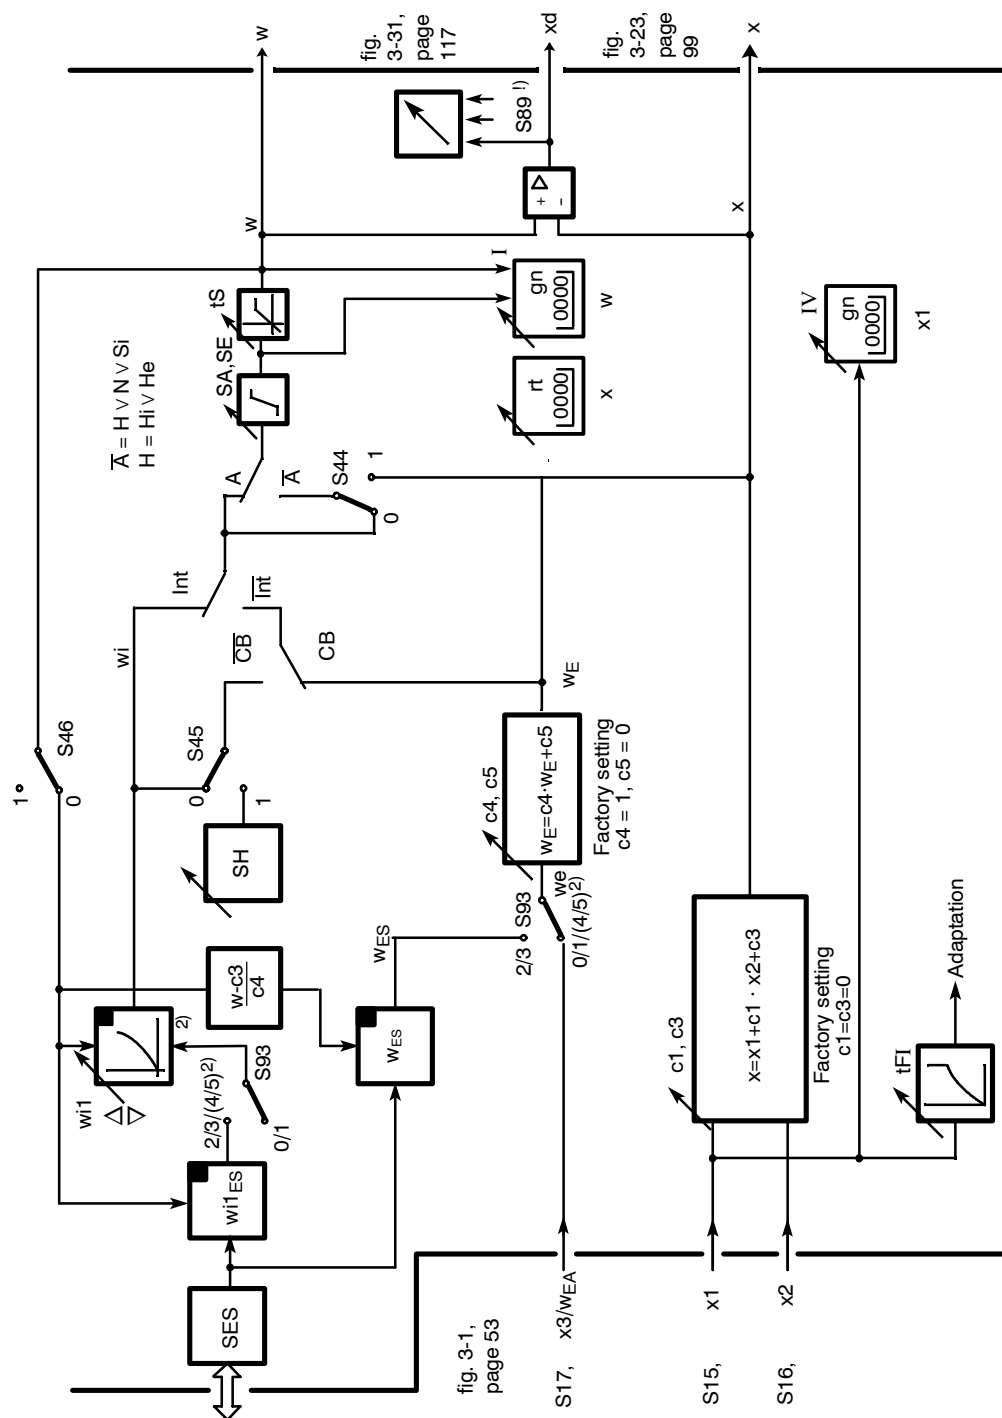 w
fig.
3-31,
page
117
xd
fig.
3-23,
page
99
x
S89 !)
+
-
w
x
I
gn
0000
w
rt
0000
x
IV
gn
0000
x1
tS
SA,SE
A = H ∨ N ∨ Si
H = Hi ∨ He
A
A
S44
1
0
Int
Int
wi
CB
CB
wE
S46
1
0
S45
0
1
SH
c4, c5
wE=c4·wE+c5
Factory setting
c4 = 1, c5 = 0
we
S93
2/3
0/1/(4/5)2)
wES
w-c3
c4
wES
2)
wi1
S93
2/3/(4/5)2)
0/1
wi1ES
SES
c1, c3
x=x1+c1 · x2+c3
Factory setting
c1=c3=0
Adaptation
tFI
fig. 3-1,
page 53
S17, x3/wEA
S15, x1
S16, x2